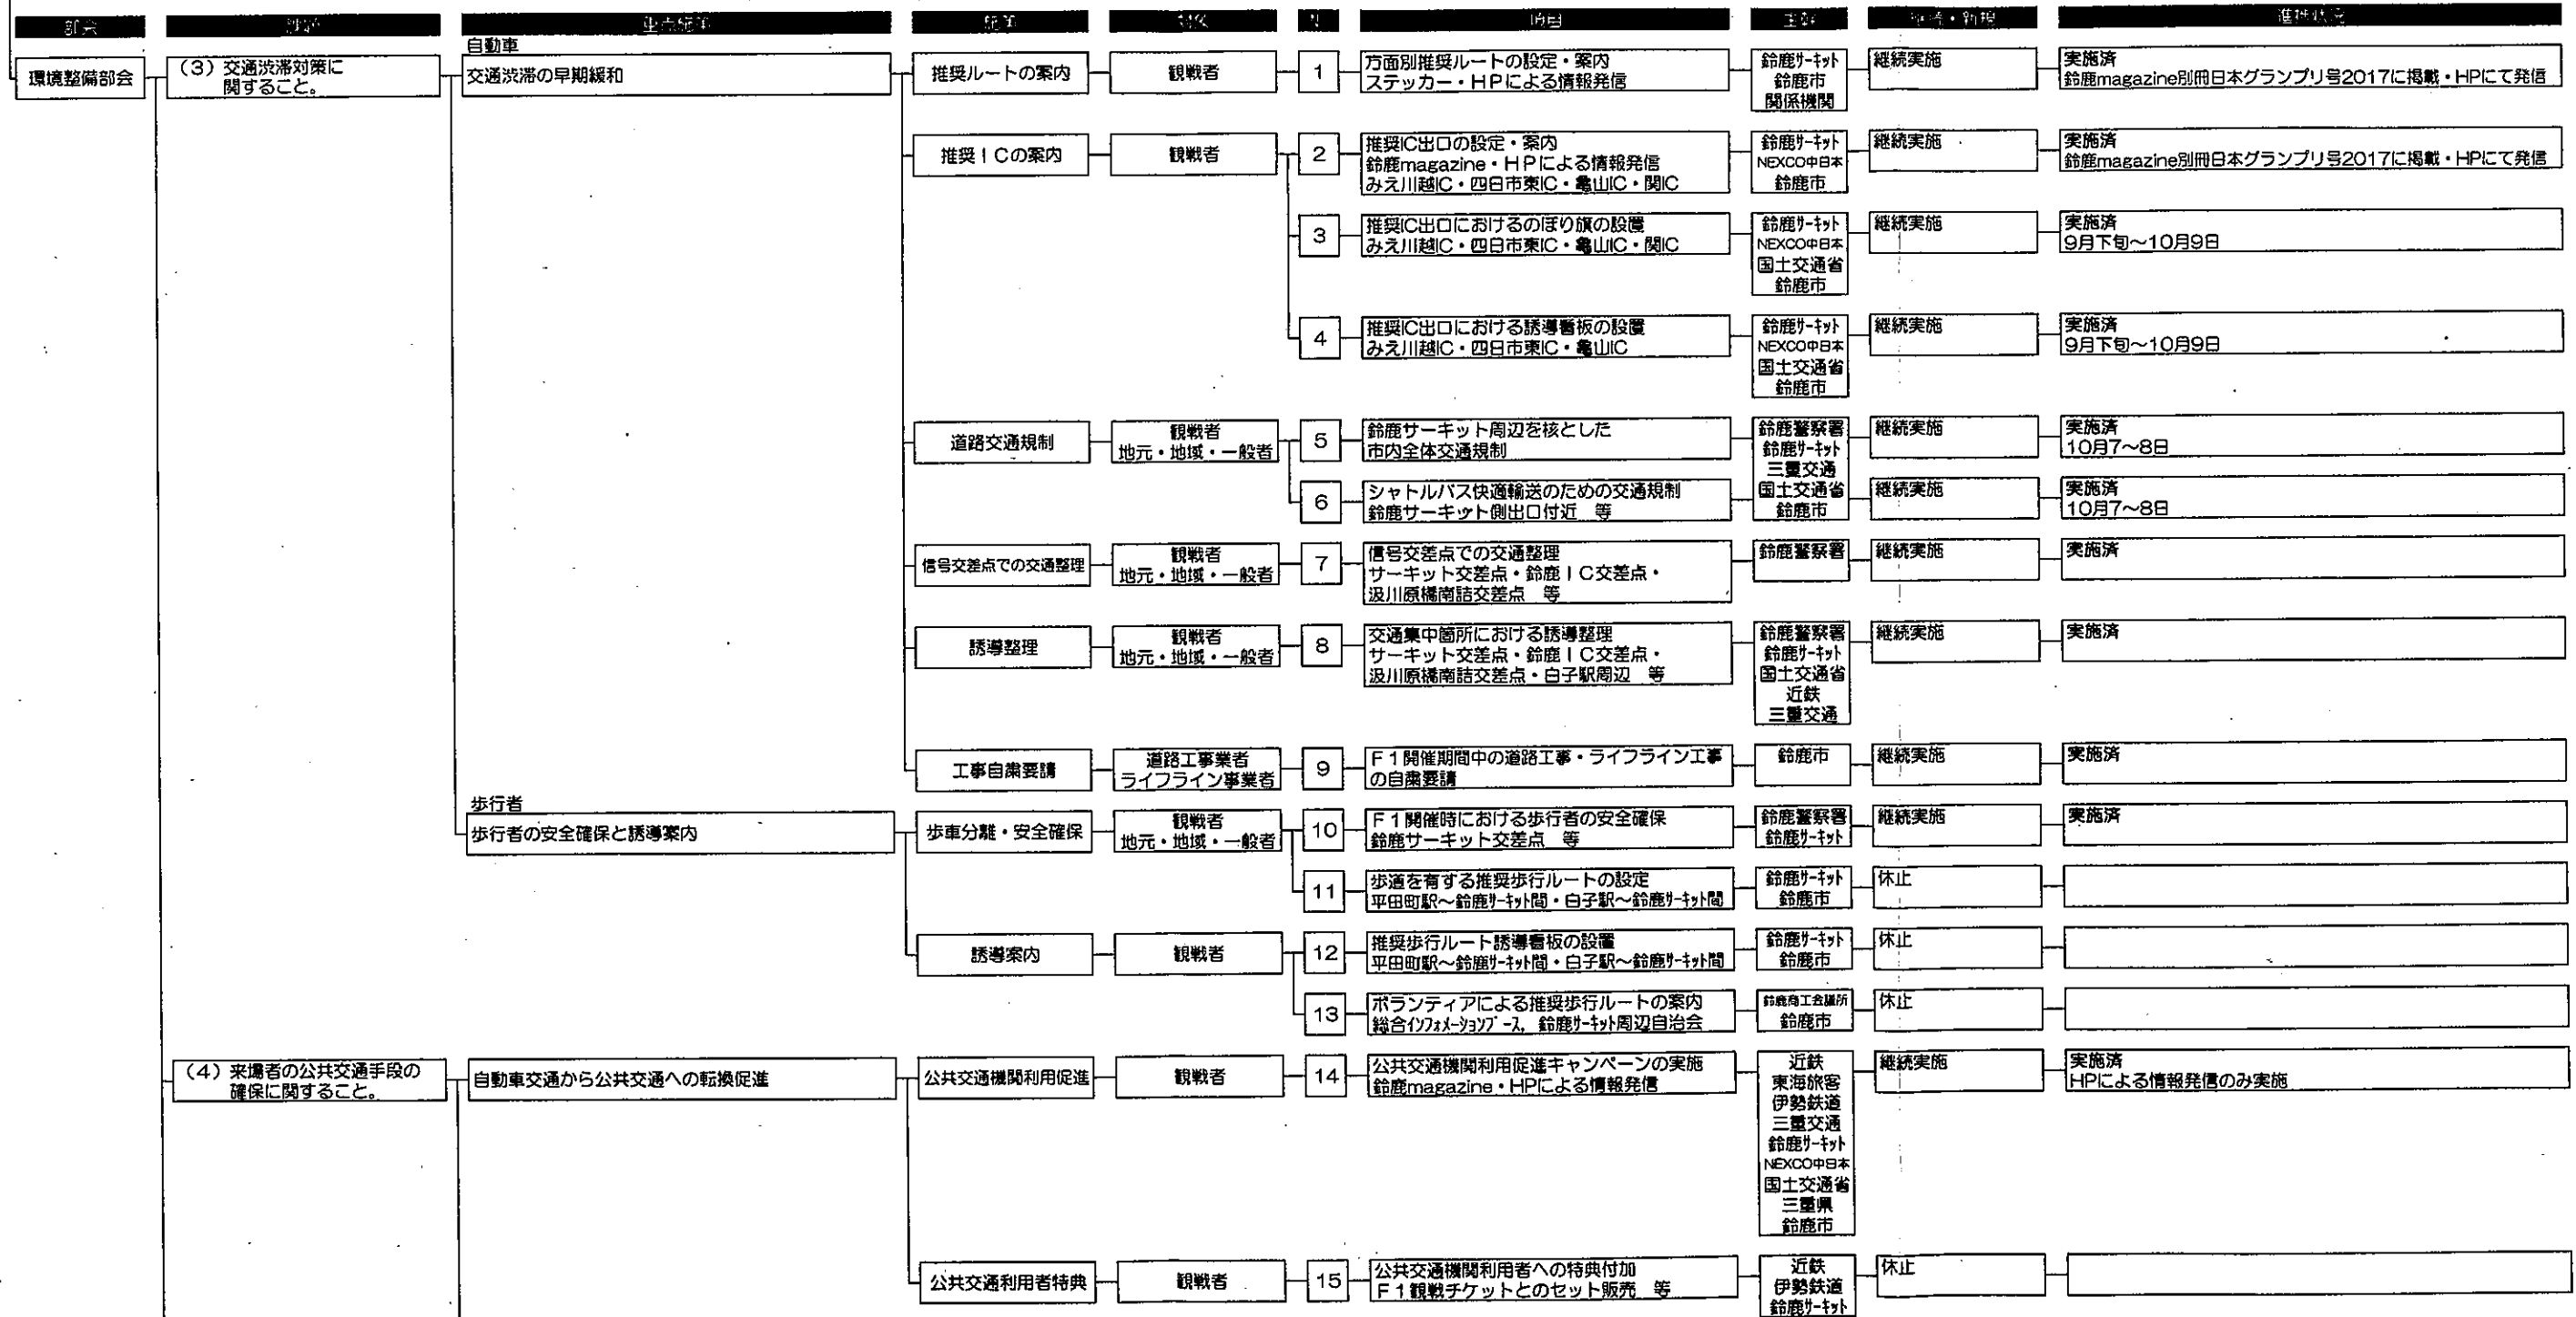 部会
課題
重点施策
施策
対象
項目
主幹
継続・新規
進捗状況
環境整備部会
(3) 交通渋滞対策に
関すること。
自動車
交通渋滞の早期緩和
推奨ルートの案内
観戦者
1
方面別推奨ルートの設定・案内
ステッカー・HPによる情報発信
鈴鹿サーキット
鈴鹿市
関係機関
継続実施
実施済
鈴鹿magazine別冊日本グランプリ号2017に掲載・HPにて発信
推奨ICの案内
観戦者
2
推奨IC出口の設定・案内
鈴鹿magazine・HPによる情報発信
みえ川越IC・四日市東IC・亀山IC・関IC
鈴鹿サーキット
NEXCO中日本
鈴鹿市
継続実施
実施済
鈴鹿magazine別冊日本グランプリ号2017に掲載・HPにて発信
3
推奨IC出口におけるのぼり旗の設置
みえ川越IC・四日市東IC・亀山IC・関IC
鈴鹿サーキット
NEXCO中日本
国土交通省
鈴鹿市
継続実施
実施済
9月下旬~10月9日
4
推奨IC出口における誘導看板の設置
みえ川越IC・四日市東IC・亀山IC
鈴鹿サーキット
NEXCO中日本
国土交通省
鈴鹿市
継続実施
実施済
9月下旬~10月9日
道路交通規制
観戦者
地元・地域・一般者
5
鈴鹿サーキット周辺を核とした
市内全体交通規制
鈴鹿警察署
鈴鹿サーキット
三重交通
国土交通省
鈴鹿市
継続実施
実施済
10月7~8日
6
シャトルバス快適輸送のための交通規制
鈴鹿サーキット側出口付近 等
継続実施
実施済
10月7~8日
信号交差点での交通整理
観戦者
地元・地域・一般者
7
信号交差点での交通整理
サーキット交差点・鈴鹿IC交差点・
汲川原橋南詰交差点 等
鈴鹿警察署
継続実施
実施済
誘導整理
観戦者
地元・地域・一般者
8
交通集中箇所における誘導整理
サーキット交差点・鈴鹿IC交差点・
汲川原橋南詰交差点・白子駅周辺 等
鈴鹿警察署
鈴鹿サーキット
国土交通省
近鉄
三重交通
継続実施
実施済
工事自粛要請
道路工事業者
ライフライン事業者
9
F1開催期間中の道路工事・ライフライン工事
の自粛要請
鈴鹿市
継続実施
実施済
歩行者
歩行者の安全確保と誘導案内
歩車分離・安全確保
観戦者
地元・地域・一般者
10
F1開催時における歩行者の安全確保
鈴鹿サーキット交差点 等
鈴鹿警察署
鈴鹿サーキット
継続実施
実施済
11
歩道を有する推奨歩行ルートの設定
平田町駅~鈴鹿サーキット間・白子駅~鈴鹿サーキット間
鈴鹿サーキット
鈴鹿市
休止
誘導案内
観戦者
12
推奨歩行ルート誘導看板の設置
平田町駅~鈴鹿サーキット間・白子駅~鈴鹿サーキット間
鈴鹿サーキット
鈴鹿市
休止
13
ボランティアによる推奨歩行ルートの案内
総合インフォメーションブース,鈴鹿サーキット周辺自治会
鈴鹿商工会議所
鈴鹿市
休止
(4) 来場者の公共交通手段の
確保に関すること。
自動車交通から公共交通への転換促進
公共交通機関利用促進
観戦者
14
公共交通機関利用促進キャンペーンの実施
鈴鹿magazine・HPによる情報発信
近鉄
東海旅客
伊勢鉄道
三重交通
鈴鹿サーキット
NEXCO中日本
国土交通省
三重県
鈴鹿市
継続実施
実施済
HPによる情報発信のみ実施
公共交通利用者特典
観戦者
15
公共交通機関利用者への特典付加
F1観戦チケットとのセット販売 等
近鉄
伊勢鉄道
鈴鹿サーキット
休止